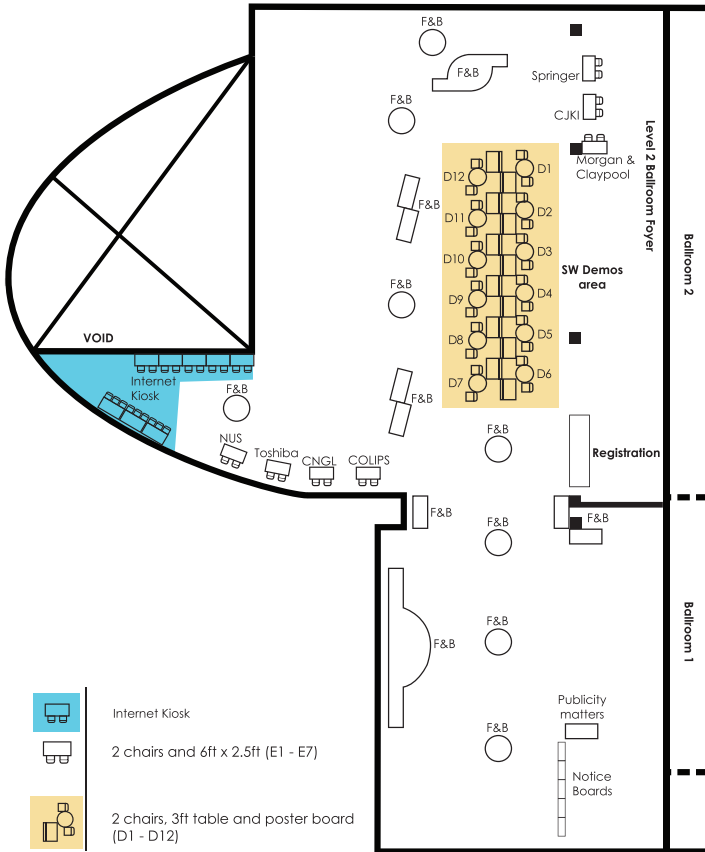 F&B
F&B
Springer
F&B
CJKI
Morgan &
Claypool
Level 2 Ballroom Foyer
Ballroom 2
D12
D1
D11
D2
F&B
D10
D3
SW Demos
area
D9
D4
F&B
D8
D5
D7
D6
VOID
Internet
Kiosk
F&B
F&B
F&B
NUS
Toshiba
CNGL
COLIPS
Registration
F&B
F&B
F&B
Ballroom 1
F&B
F&B
Publicity
matters
F&B
Notice
Boards
Internet Kiosk
2 chairs and 6ft x 2.5ft (E1 - E7)
2 chairs, 3ft table and poster board
(D1 - D12)